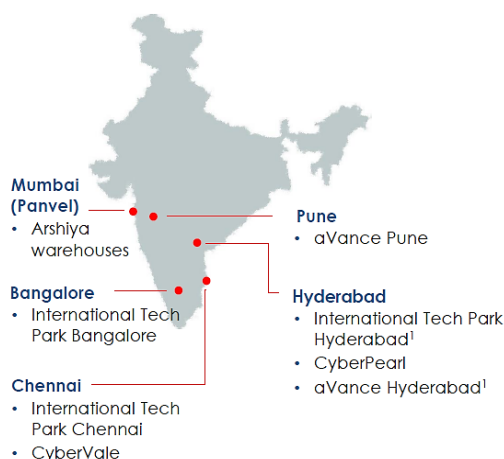 Mumbai
(Panvel)
• Arshiya
warehouses
Pune
• aVance Pune
Bangalore
• International Tech
Park Bangalore
Hyderabad
• International Tech Park
Hyderabad¹
• CyberPearl
• aVance Hyderabad¹
Chennai
• International Tech
Park Chennai
• CyberVale